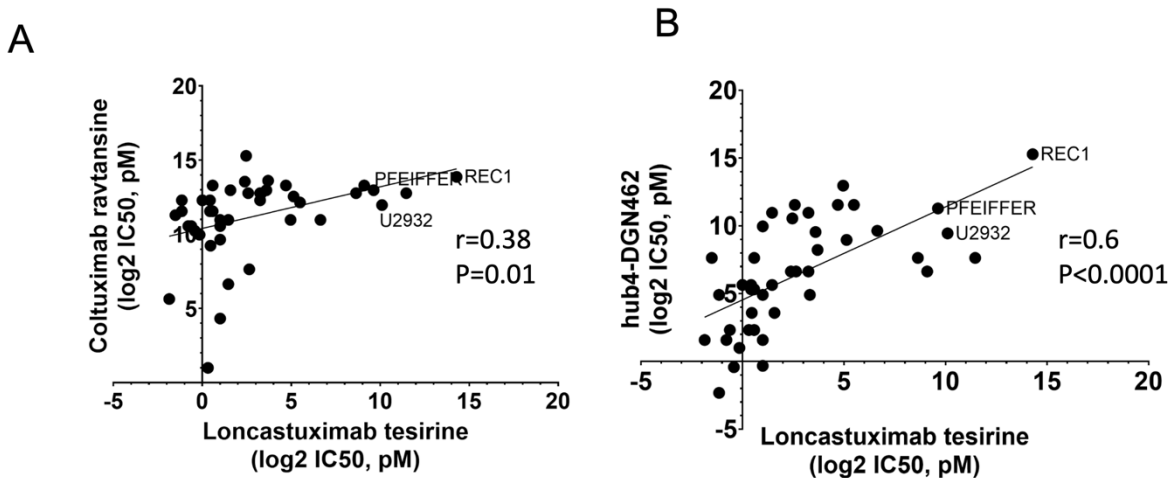 A
Coltuximab ravtansine
(log2 IC50, pM)
20
15
10
5
-5
0
5
10
15
20
PFEIFFER
REC1
U2932
r=0.38
P=0.01
Loncastuximab tesirine
(log2 IC50, pM)
B
hub4-DGN462
(log2 IC50, pM)
20
15
10
5
-5
-5
0
5
10
15
20
REC1
PFEIFFER
U2932
r=0.6
P<0.0001
Loncastuximab tesirine
(log2 IC50, pM)